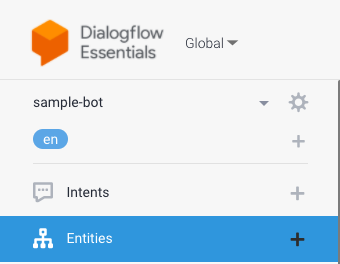 Dialogflow
Essentials
Global
sample-bot
en
Intents
Entities